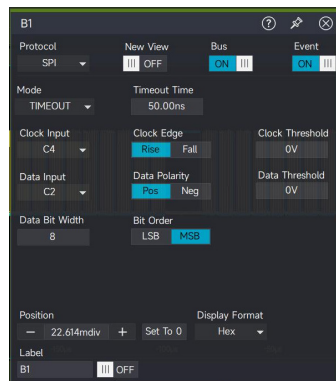 B1
Protocol New View Bus Event
SPI OFF ON ON
Mode Timeout Time
TIMEOUT 50.00ns
Clock Input Clock Edge Clock Threshold
C4 Rise Fall 0V
Data Input Data Polarity Data Threshold
C2 Pos Neg 0V
Data Bit Width Bit Order
8 LSB MSB
Position Display Format
− 22.614mdiv + Set To 0 Hex
Label
B1 OFF